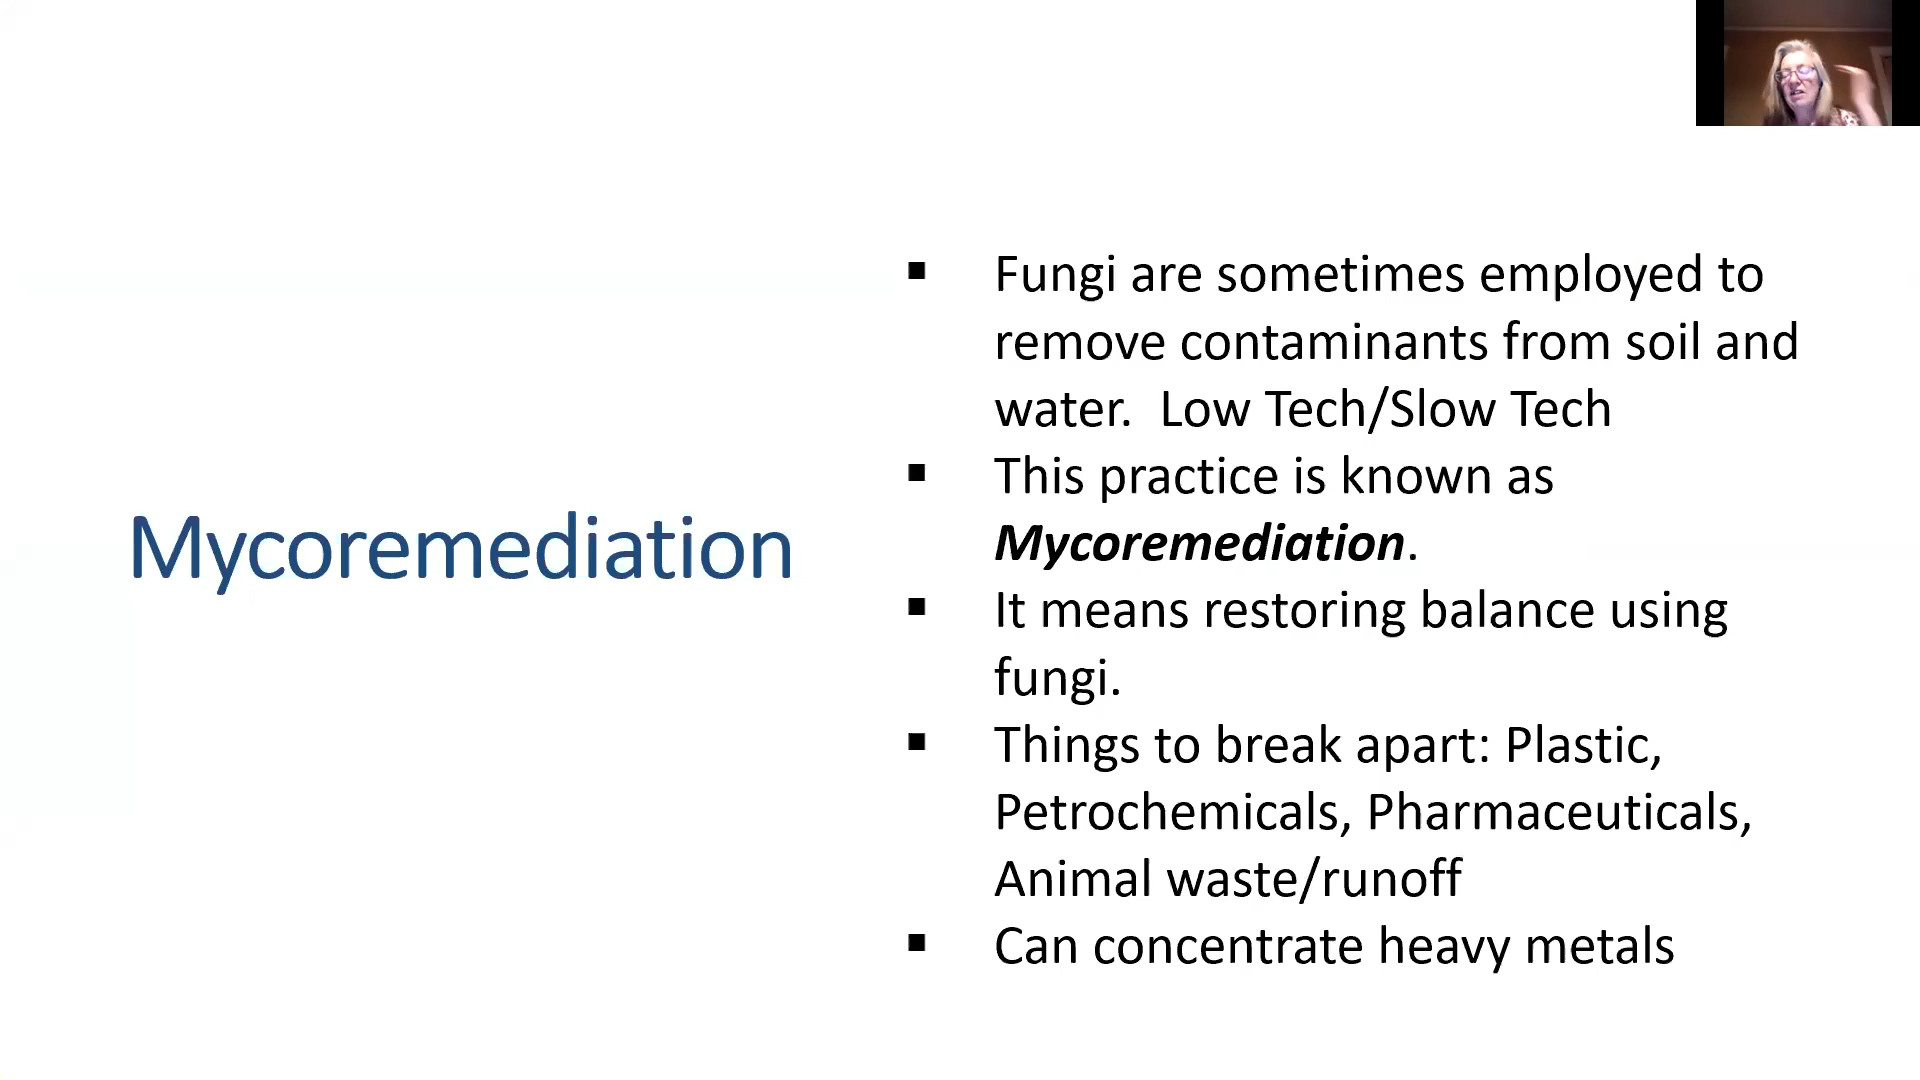 Mycoremediation
▪ Fungi are sometimes employed to
remove contaminants from soil and
water.  Low Tech/Slow Tech
▪ This practice is known as
Mycoremediation.
▪ It means restoring balance using
fungi.
▪ Things to break apart: Plastic,
Petrochemicals, Pharmaceuticals,
Animal waste/runoff
▪ Can concentrate heavy metals